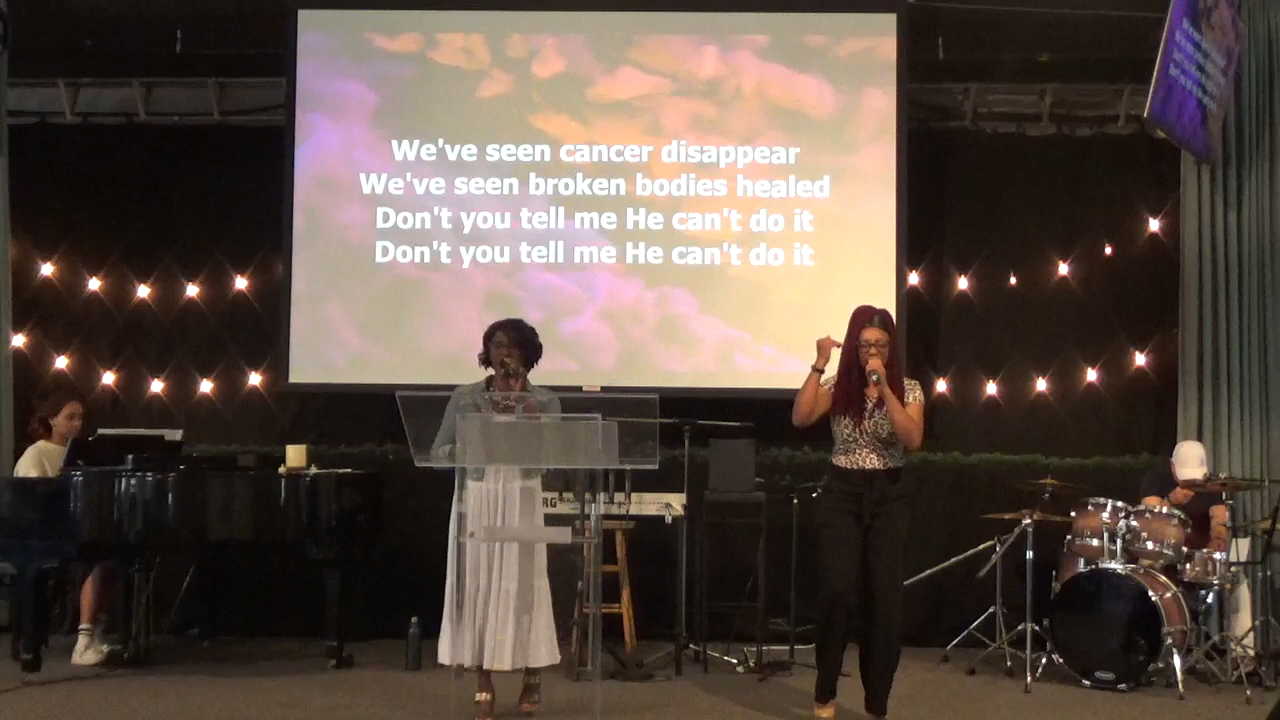 We've seen cancer disappear
We've seen broken bodies healed
Don't you tell me He can't do it
Don't you tell me He can't do it
RG